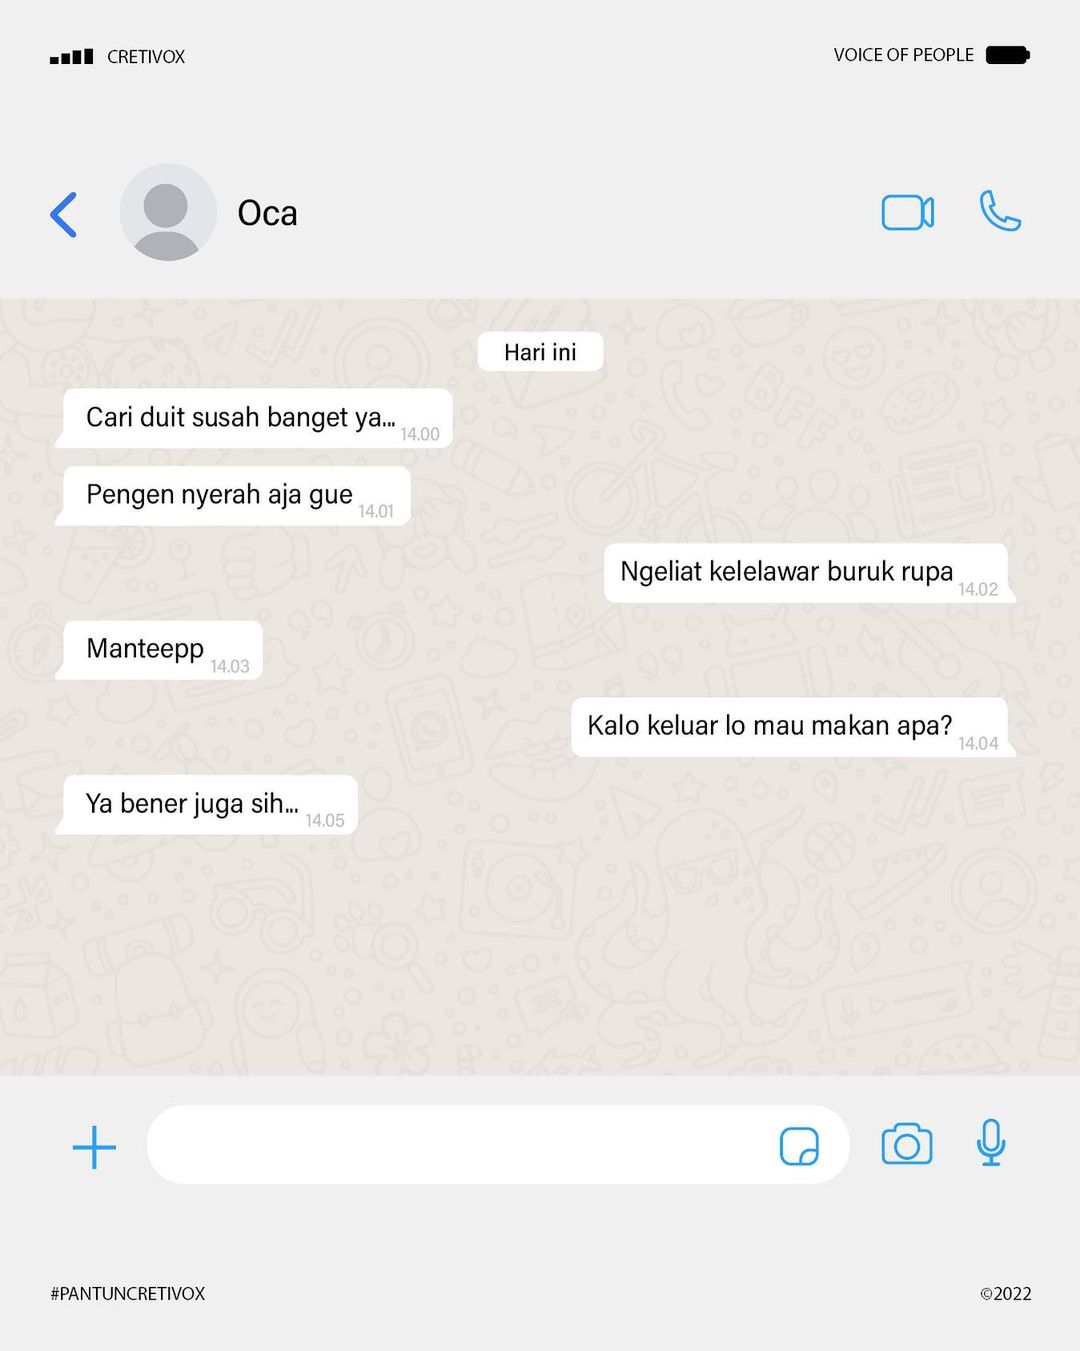 CRETIVOX
VOICE OF PEOPLE
Oca
Hari ini
Cari duit susah banget ya... 14.00
Pengen nyerah aja gue 14.01
Ngeliat kelelawar buruk rupa 14.02
Manteepp 14.03
Kalo keluar lo mau makan apa? 14.04
Ya bener juga sih... 14.05
#PANTUNCRETIVOX
©2022